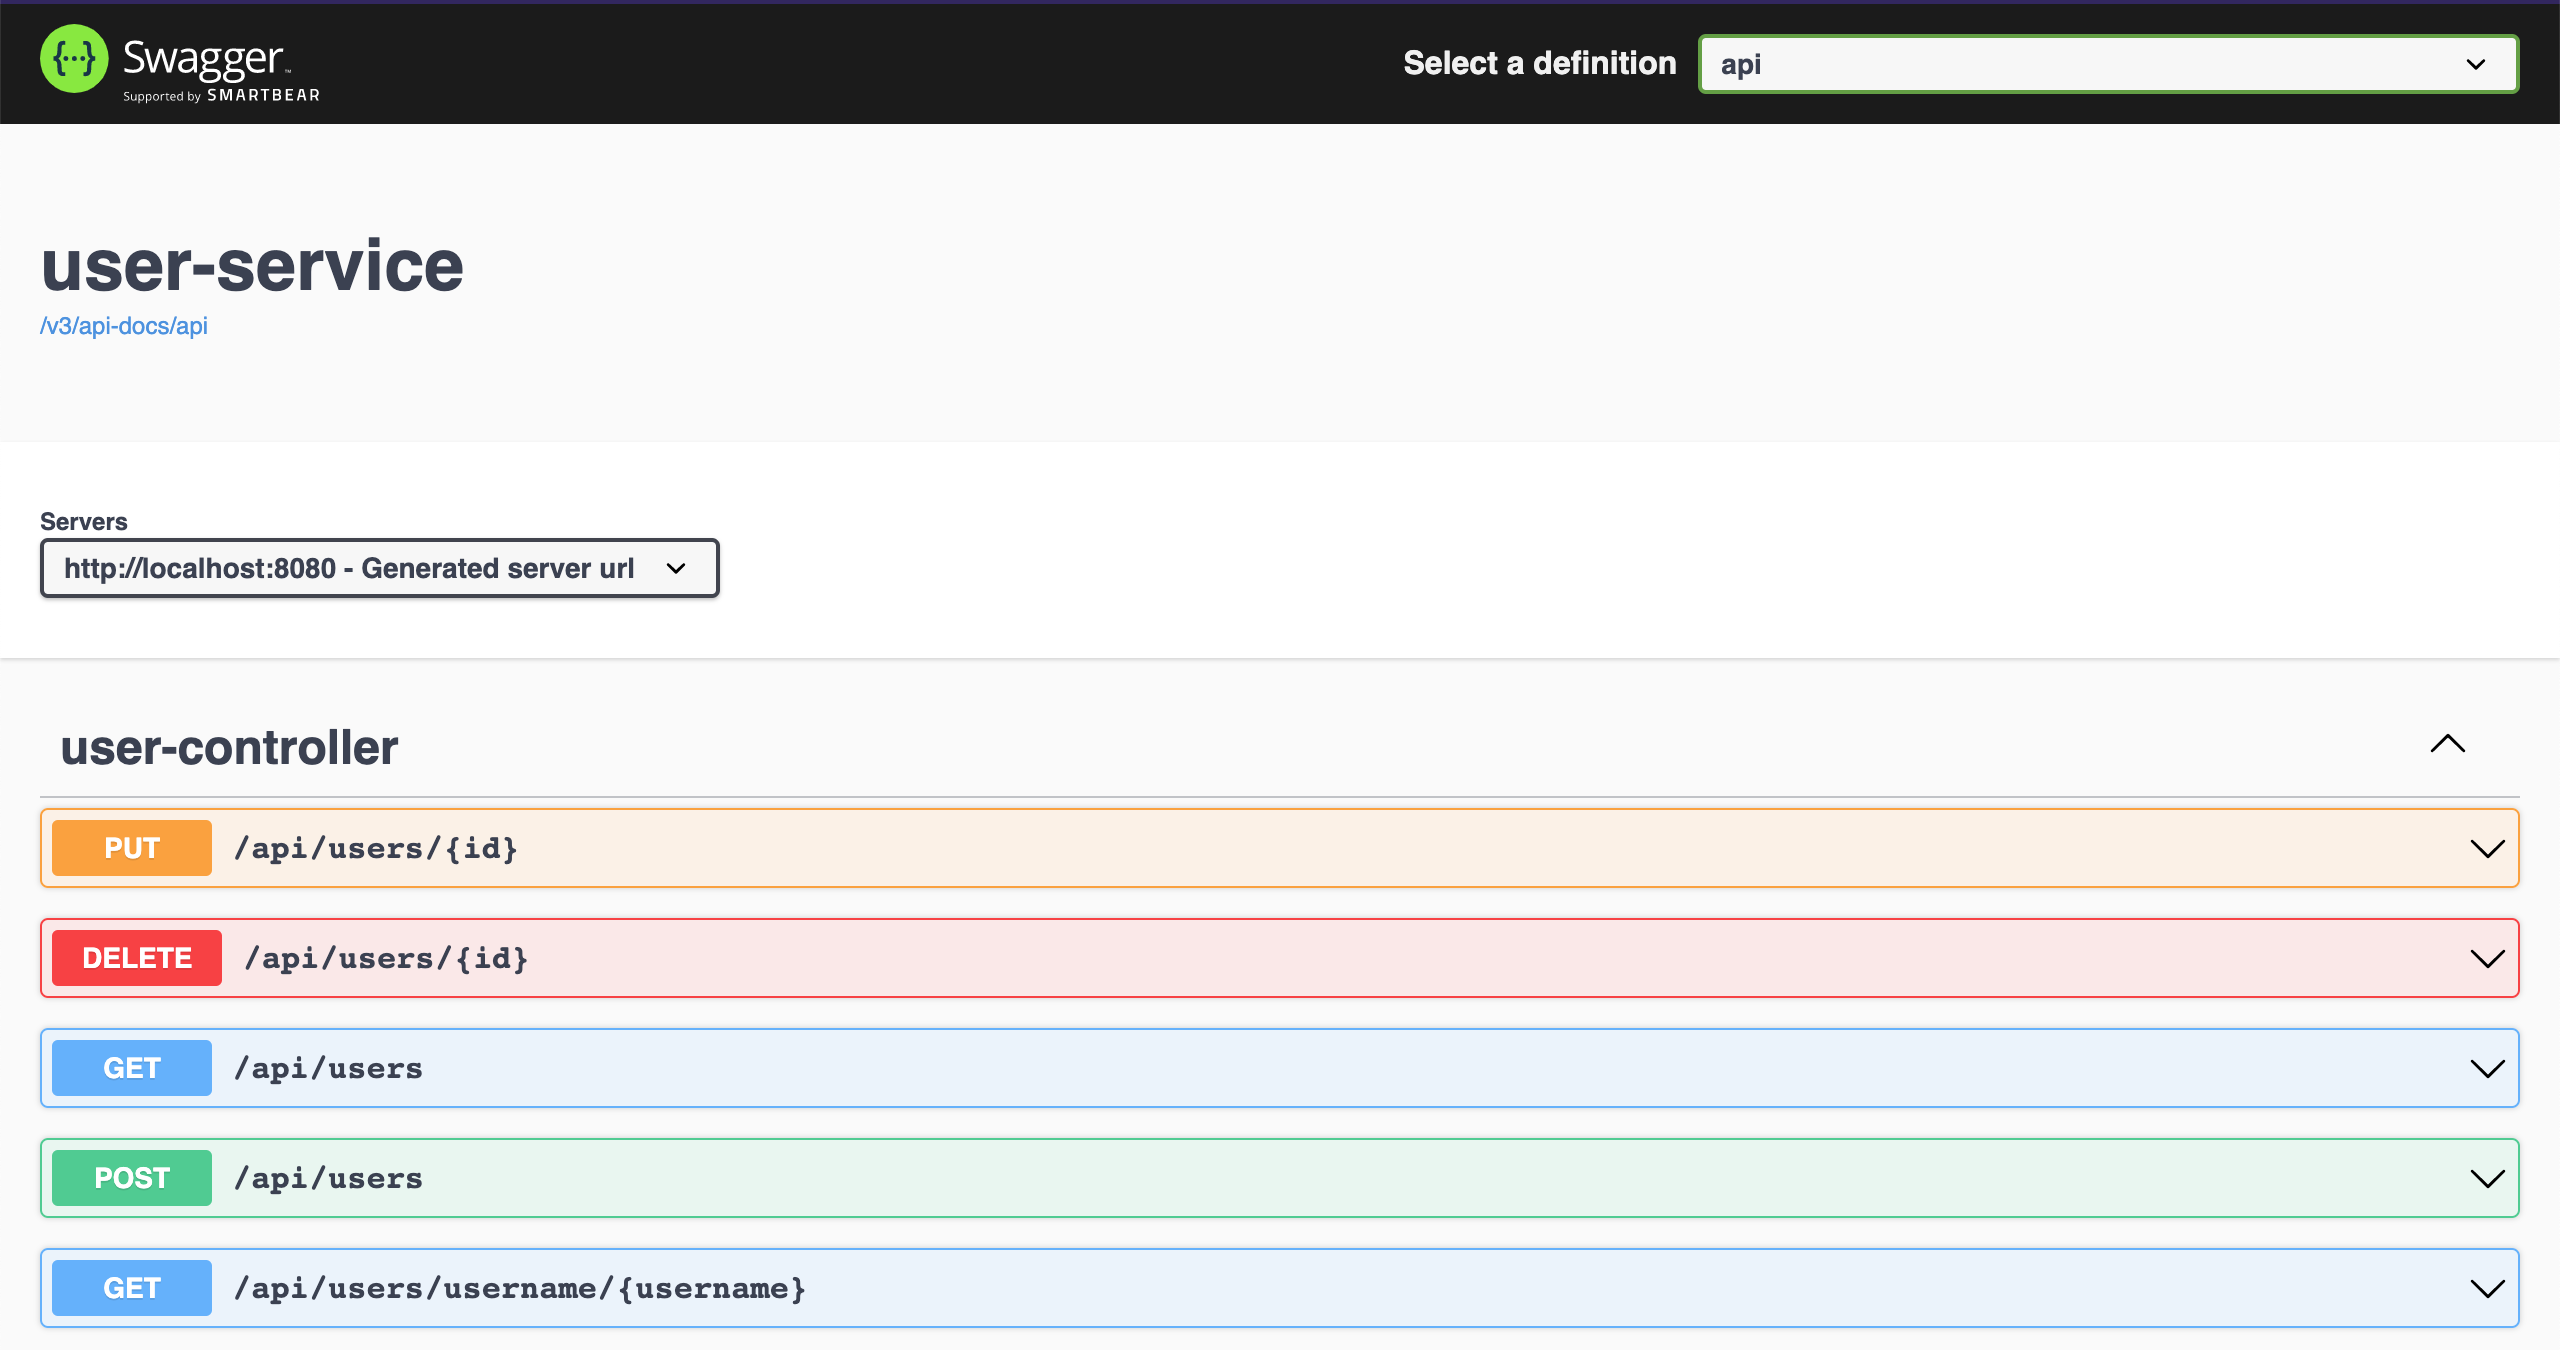 {···} Swagger™
Supported by SMARTBEAR
Select a definition
api
user-service
/v3/api-docs/api
Servers
http://localhost:8080 - Generated server url
user-controller
PUT /api/users/{id}
DELETE /api/users/{id}
GET /api/users
POST /api/users
GET /api/users/username/{username}